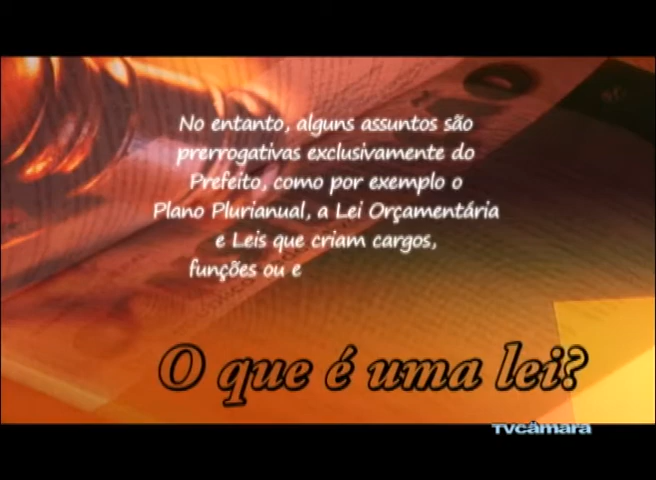 No entanto, alguns assuntos são
prerrogativas exclusivamente do
Prefeito, como por exemplo o
Plano Plurianual, a Lei Orçamentária
e Leis que criam cargos,
funções ou e
O que é uma lei?
TVCâmara